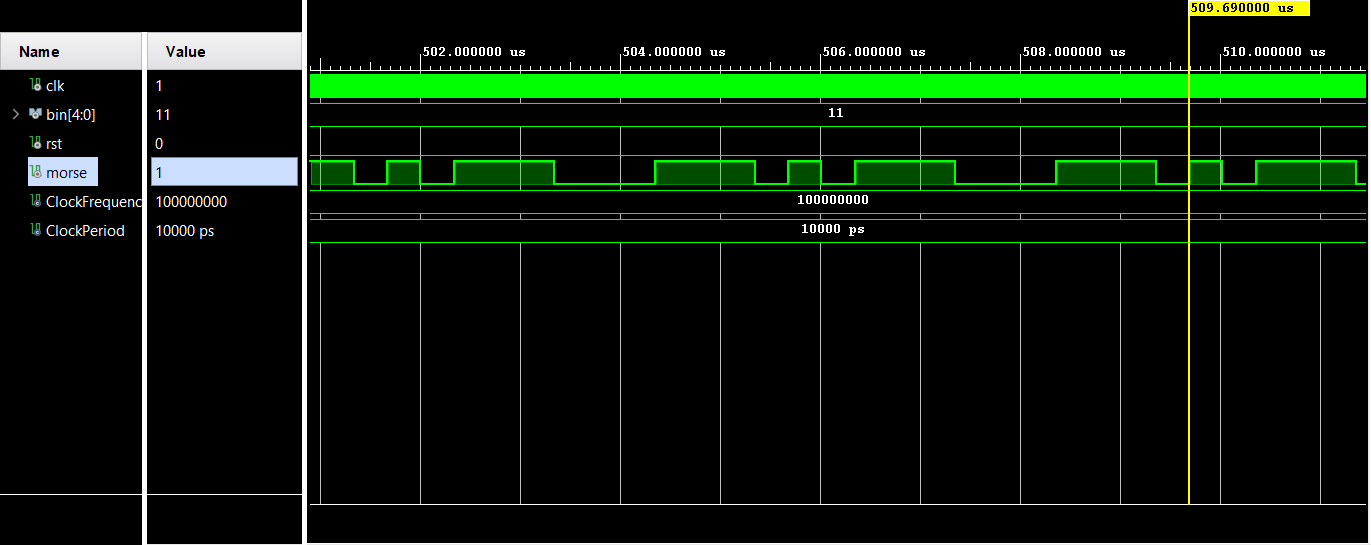 509.690000 us
Name Value
502.000000 us 504.000000 us 506.000000 us 508.000000 us 510.000000 us
clk 1
bin[4:0] 11 11
rst 0
morse 1
ClockFrequenc 100000000 100000000
ClockPeriod 10000 ps 10000 ps